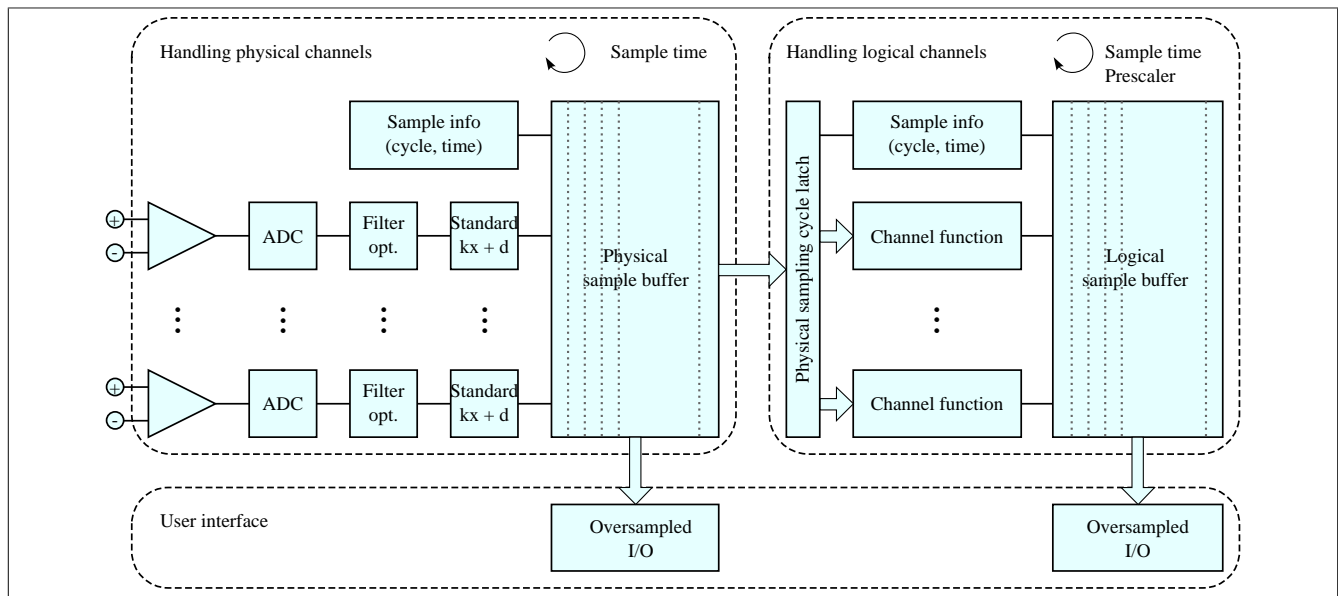 Handling physical channels
Sample time
Sample info
(cycle, time)
+
-
ADC
Filter
opt.
Standard
kx + d
Physical
sample buffer
+
-
ADC
Filter
opt.
Standard
kx + d
Handling logical channels
Sample time
Prescaler
Physical sampling cycle latch
Sample info
(cycle, time)
Channel function
Logical
sample buffer
Channel function
User interface
Oversampled
I/O
Oversampled
I/O